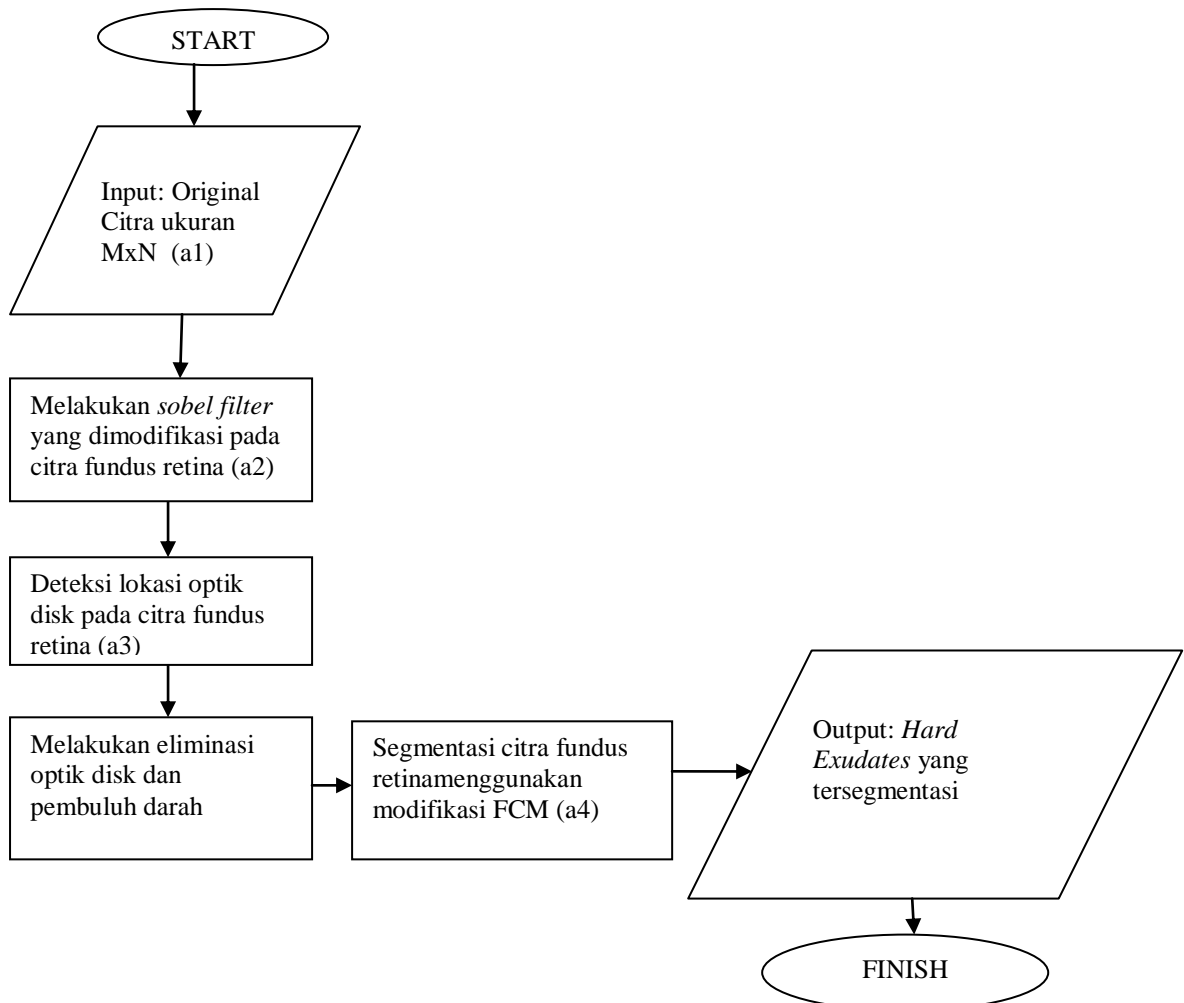 START
Input: Original
Citra ukuran
MxN (a1)
Melakukan sobel filter
yang dimodifikasi pada
citra fundus retina (a2)
Deteksi lokasi optik
disk pada citra fundus
retina (a3)
Melakukan eliminasi
optik disk dan
pembuluh darah
Segmentasi citra fundus
retinamenggunakan
modifikasi FCM (a4)
Output: Hard
Exudates yang
tersegmentasi
FINISH